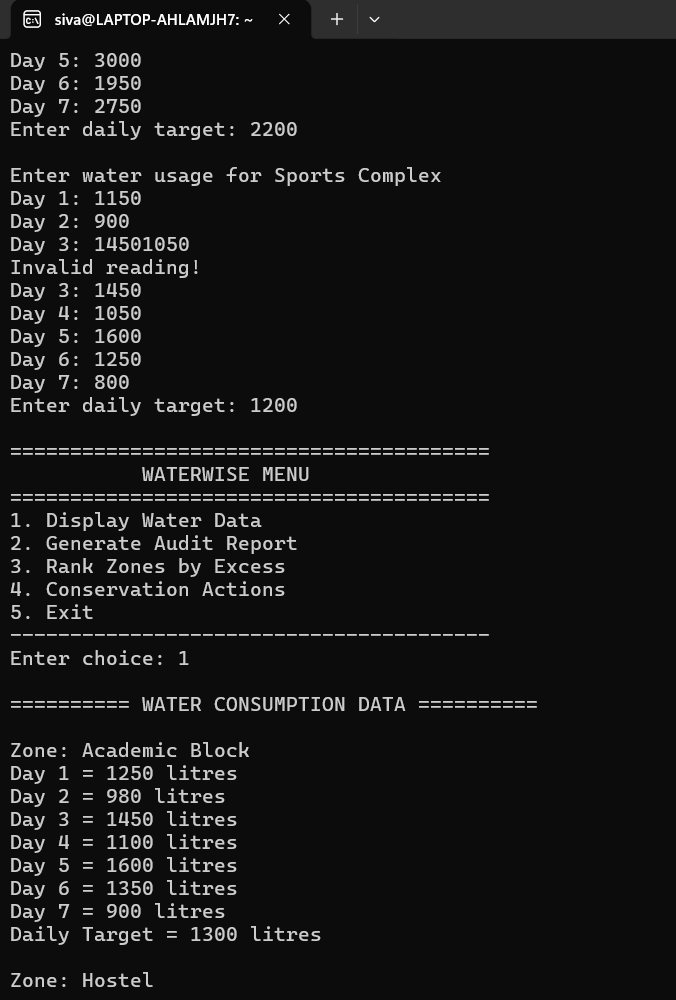 siva@LAPTOP-AHLAMJH7: ~
Day 5: 3000
Day 6: 1950
Day 7: 2750
Enter daily target: 2200
Enter water usage for Sports Complex
Day 1: 1150
Day 2: 900
Day 3: 14501050
Invalid reading!
Day 3: 1450
Day 4: 1050
Day 5: 1600
Day 6: 1250
Day 7: 800
Enter daily target: 1200
========================================
WATERWISE MENU
========================================
1. Display Water Data
2. Generate Audit Report
3. Rank Zones by Excess
4. Conservation Actions
5. Exit
----------------------------------------
Enter choice: 1
========== WATER CONSUMPTION DATA ==========
Zone: Academic Block
Day 1 = 1250 litres
Day 2 = 980 litres
Day 3 = 1450 litres
Day 4 = 1100 litres
Day 5 = 1600 litres
Day 6 = 1350 litres
Day 7 = 900 litres
Daily Target = 1300 litres
Zone: Hostel